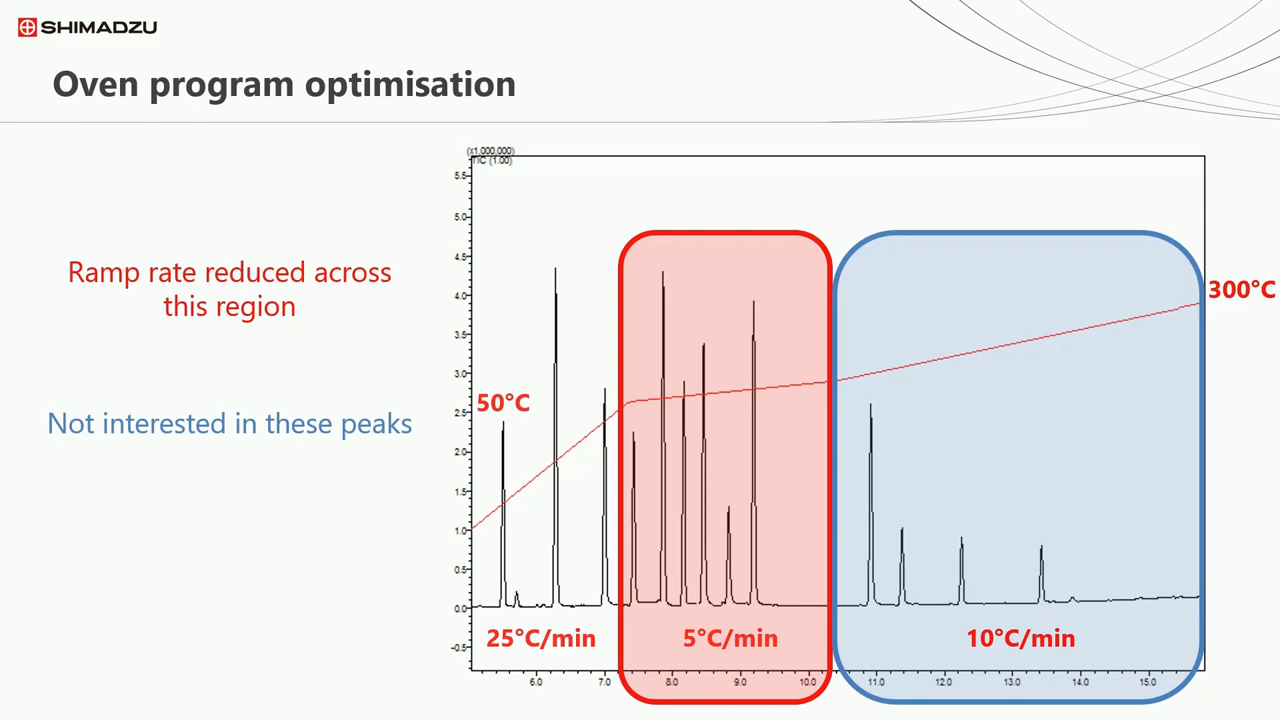 SHIMADZU
Oven program optimisation
Ramp rate reduced across
this region
Not interested in these peaks
(x1,000,000)
TIC (1.00)
5.5
5.0
4.5
4.0
3.5
3.0
2.5
2.0
1.5
1.0
0.5
0.0
-0.5
50°C
300°C
25°C/min
5°C/min
10°C/min
6.0
7.0
8.0
9.0
10.0
11.0
12.0
13.0
14.0
15.0